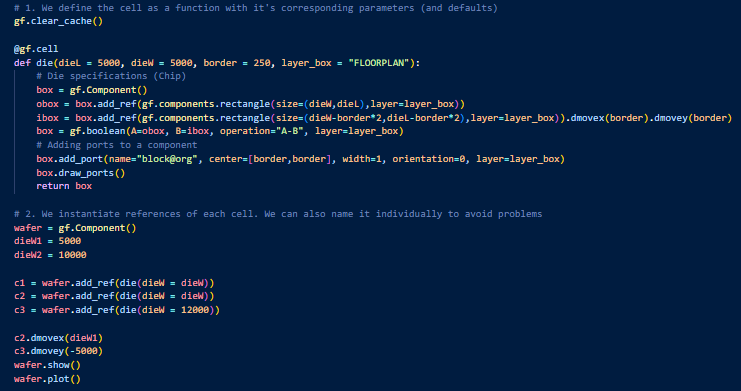 # 1. We define the cell as a function with it's corresponding parameters (and defaults)
gf.clear_cache()
@gf.cell
def die(dieL = 5000, dieW = 5000, border = 250, layer_box = "FLOORPLAN"):
    # Die specifications (Chip)
    box = gf.Component()
    obox = box.add_ref(gf.components.rectangle(size=(dieW,dieL),layer=layer_box))
    ibox = box.add_ref(gf.components.rectangle(size=(dieW-border*2,dieL-border*2),layer=layer_box)).dmovex(border).dmovey(border)
    box = gf.boolean(A=obox, B=ibox, operation="A-B", layer=layer_box)
    # Adding ports to a component
    box.add_port(name="block@org", center=[border,border], width=1, orientation=0, layer=layer_box)
    box.draw_ports()
    return box
# 2. We instantiate references of each cell. We can also name it individually to avoid problems
wafer = gf.Component()
dieW1 = 5000
dieW2 = 10000
c1 = wafer.add_ref(die(dieW = dieW))
c2 = wafer.add_ref(die(dieW = dieW))
c3 = wafer.add_ref(die(dieW = 12000))
c2.dmovex(dieW1)
c3.dmovey(-5000)
wafer.show()
wafer.plot()